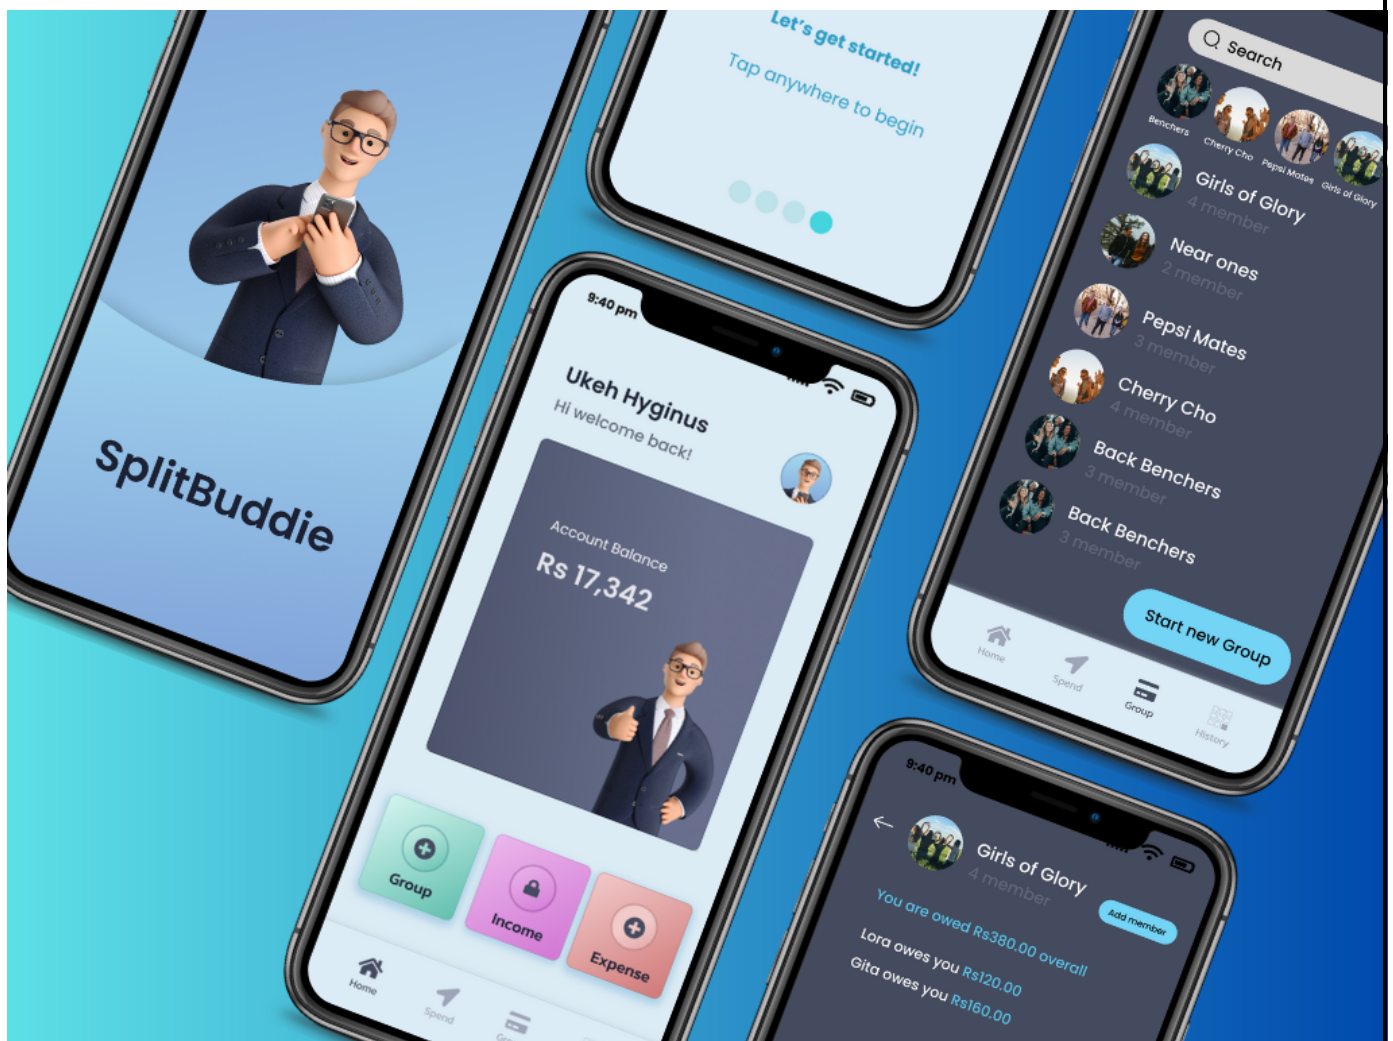 SplitBuddie
Let's get started!
Tap anywhere to begin
9:40 pm
Ukeh Hyginus
Hi welcome back!
Account Balance
Rs 17,342
Group
Income
Expense
Home
Spend
Search
Benchers
Cherry Cho
Pepsi Mates
Girls of Glory
Girls of Glory
4 member
Near ones
2 member
Pepsi Mates
3 member
Cherry Cho
4 member
Back Benchers
3 member
Back Benchers
3 member
Start new Group
Home
Spend
Group
History
9:40 pm
Girls of Glory
4 member
Add member
You are owed Rs380.00 overall
Lora owes you Rs120.00
Gita owes you Rs160.00